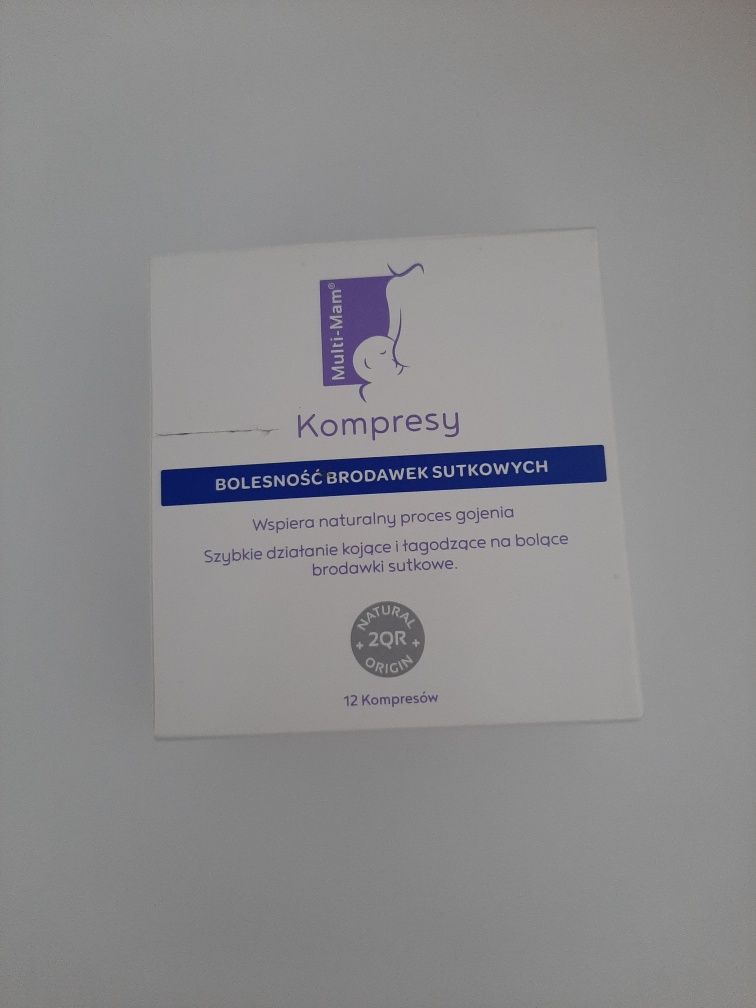 Multi-Mam®
Kompresy
BOLESNOŚĆ BRODAWEK SUTKOWYCH
Wspiera naturalny proces gojenia
Szybkie działanie kojące i łagodzące na bolące
brodawki sutkowe.
NATURAL
+ 2QR +
ORIGIN
12 Kompresów